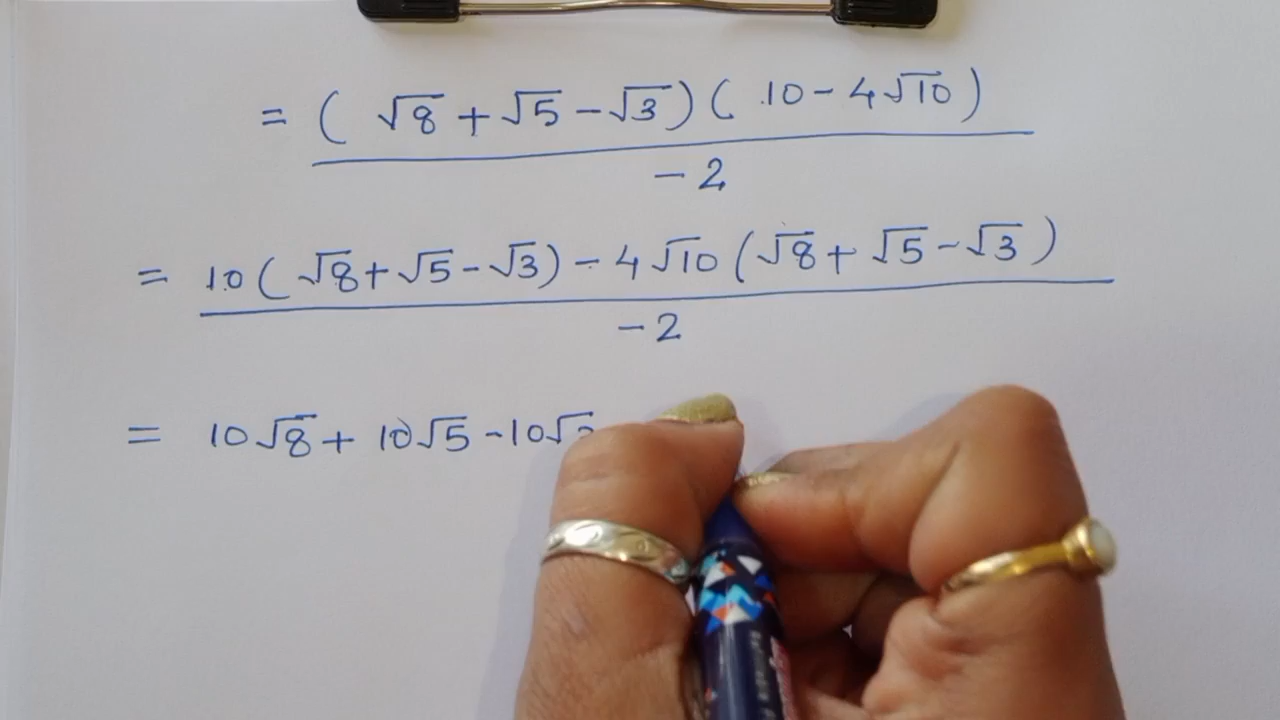 = ( √8 + √5 - √3 ) ( 10 - 4√10 )
- 2
= 10 ( √8 + √5 - √3 ) - 4√10 ( √8 + √5 - √3 )
- 2
= 10√8 + 10√5 - 10√